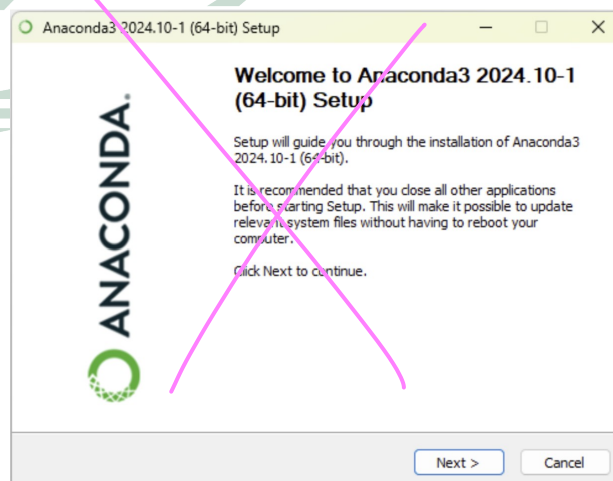 Anaconda3 2024.10-1 (64-bit) Setup
ANACONDA.
Welcome to Anaconda3 2024.10-1
(64-bit) Setup
Setup will guide you through the installation of Anaconda3
2024.10-1 (64-bit).
It is recommended that you close all other applications
before starting Setup. This will make it possible to update
relevant system files without having to reboot your
computer.
Click Next to continue.
Next >
Cancel